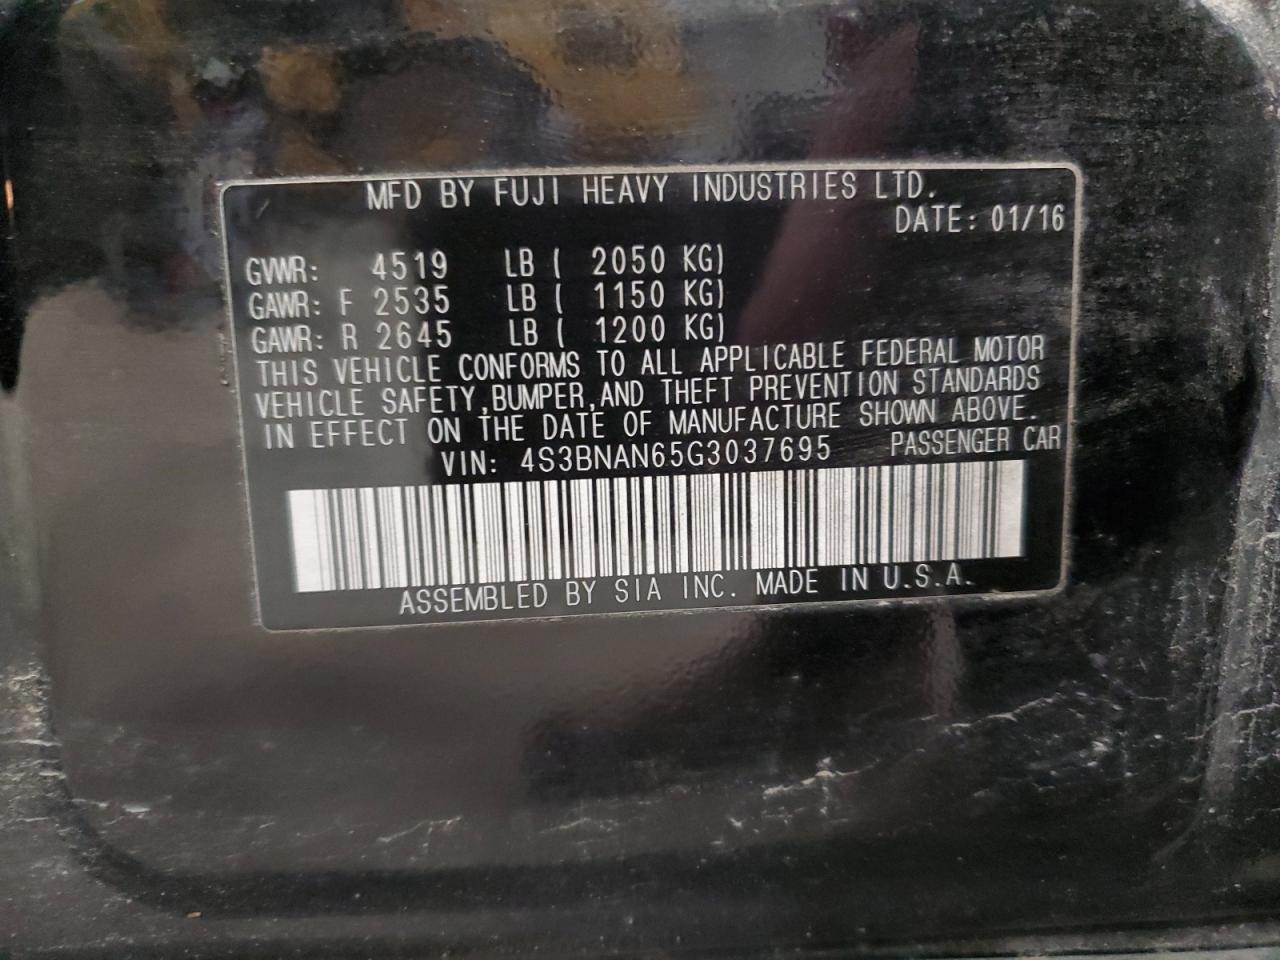 MFD BY FUJI HEAVY INDUSTRIES LTD.
DATE: 01/16
GVWR: 4519 LB ( 2050 KG)
GAWR: F 2535 LB ( 1150 KG)
GAWR: R 2645 LB ( 1200 KG)
THIS VEHICLE CONFORMS TO ALL APPLICABLE FEDERAL MOTOR
VEHICLE SAFETY,BUMPER,AND THEFT PREVENTION STANDARDS
IN EFFECT ON THE DATE OF MANUFACTURE SHOWN ABOVE.
VIN: 4S3BNAN65G3037695 PASSENGER CAR
ASSEMBLED BY SIA INC. MADE IN U.S.A.